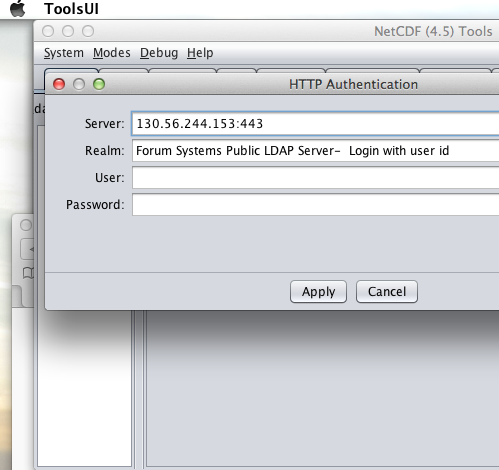 ToolsUI
NetCDF (4.5) Tools
System Modes Debug Help
HTTP Authentication
Server: 130.56.244.153:443
Realm: Forum Systems Public LDAP Server- Login with user id
User:
Password:
Apply Cancel